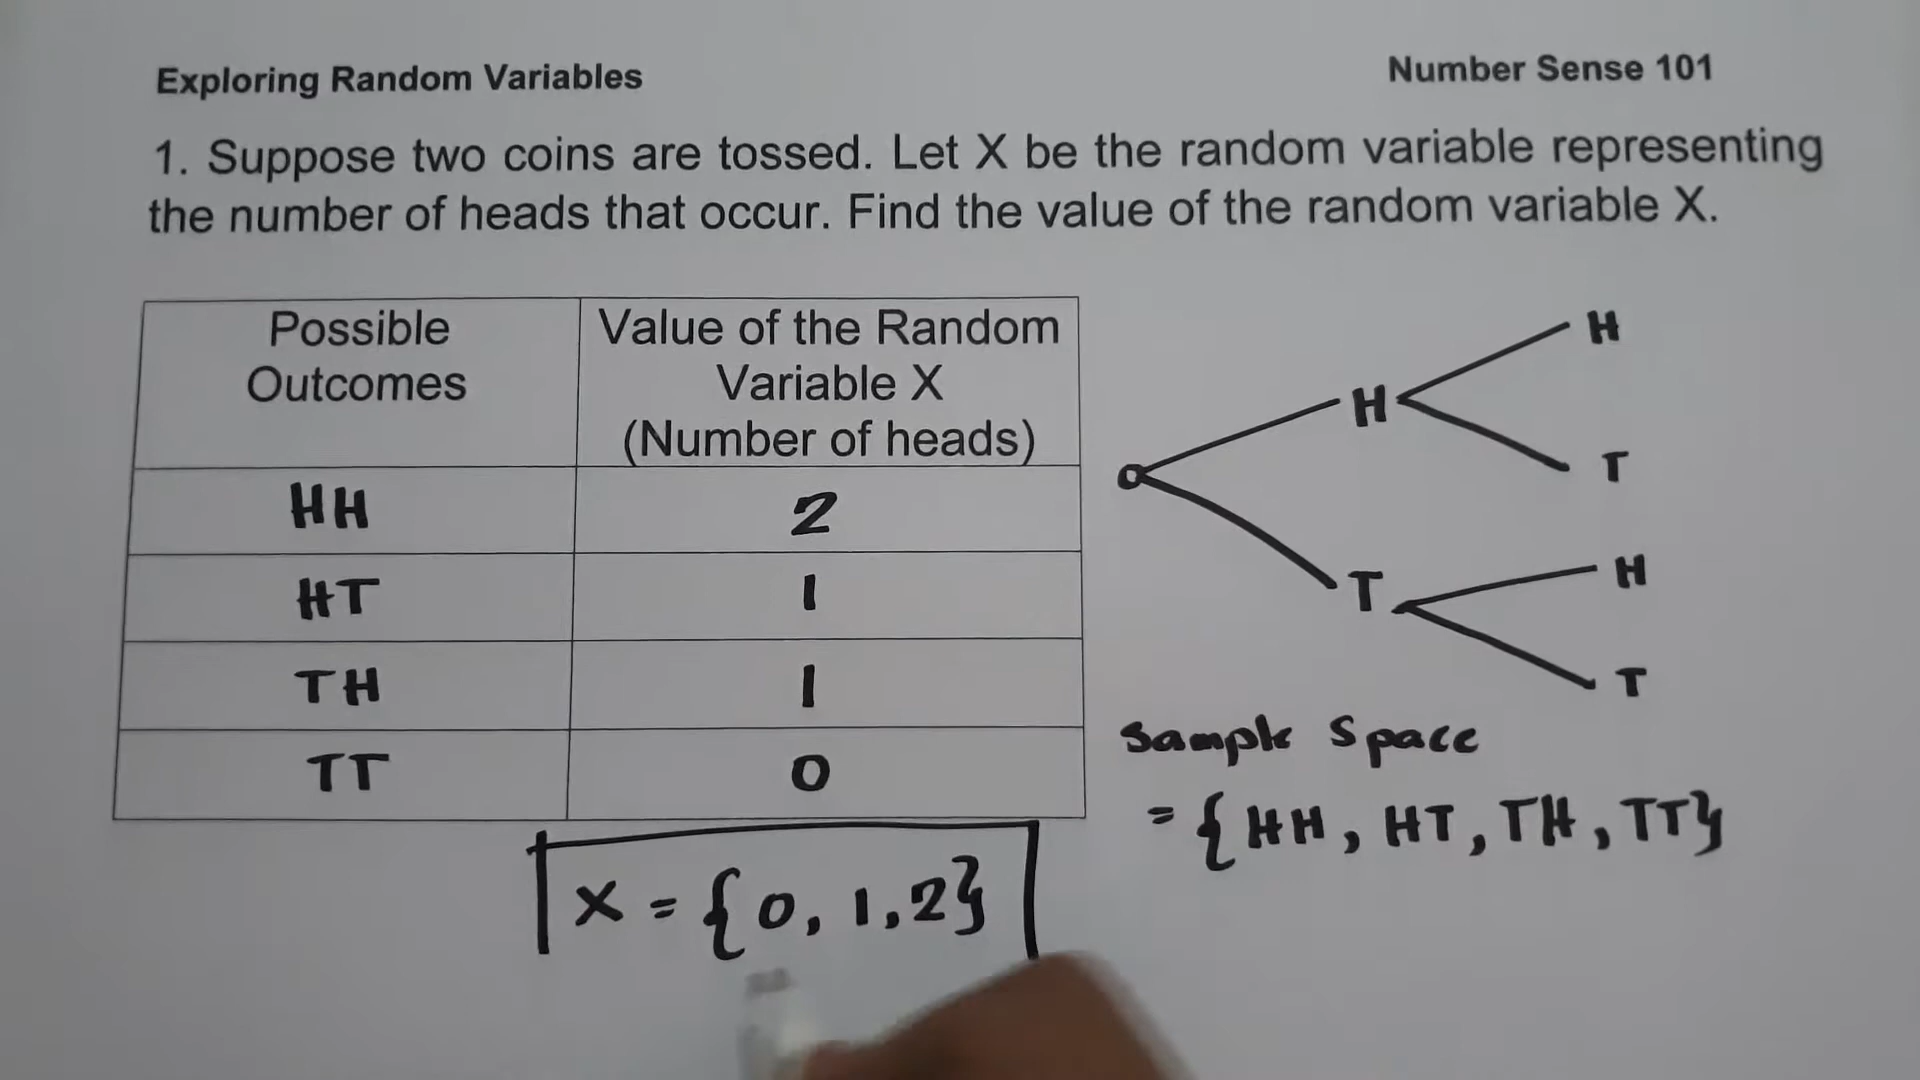 Exploring Random Variables
Number Sense 101
1. Suppose two coins are tossed. Let X be the random variable representing
the number of heads that occur. Find the value of the random variable X.
Possible
Outcomes
Value of the Random
Variable X
(Number of heads)
HH
2
HT
1
TH
1
TT
0
X = {0, 1, 2}
H
H
T
O
T
H
T
Sample Space
= {HH, HT, TH, TT}